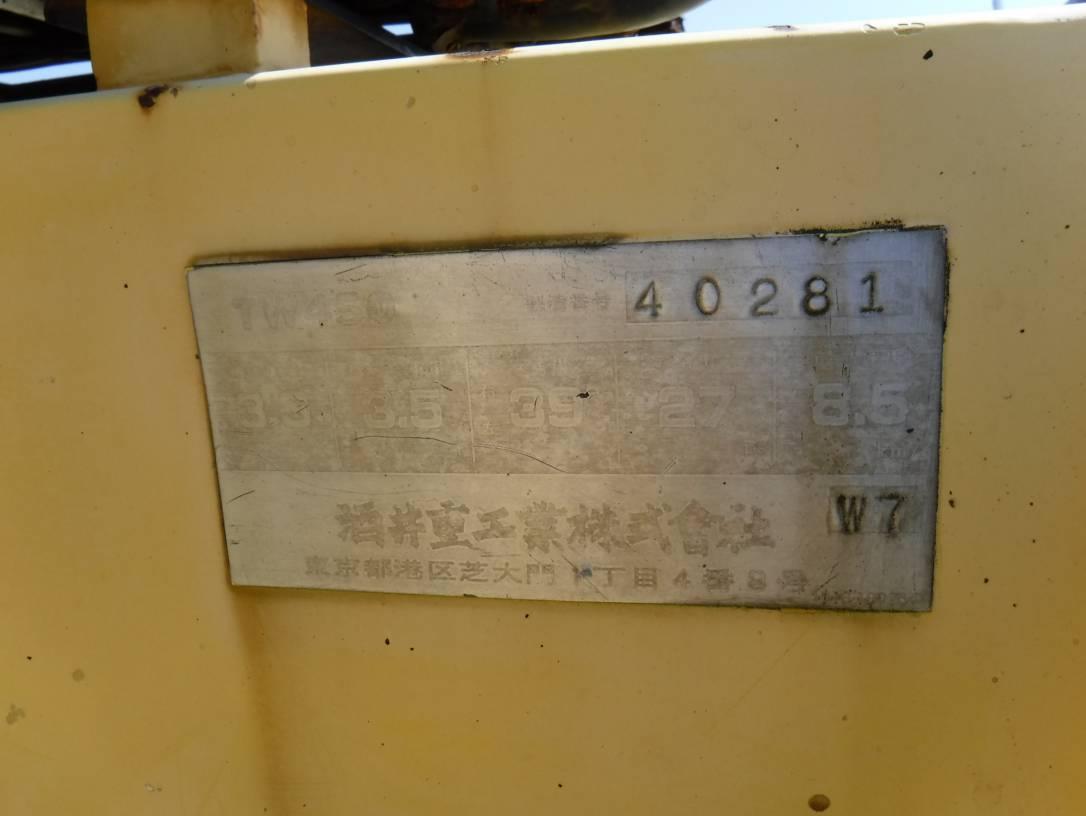 TW450 製造番号 40281
3.3 3.5 39 27 8.5
W7
酒井重工業株式會社
東京都港区芝大門1丁目4番8号